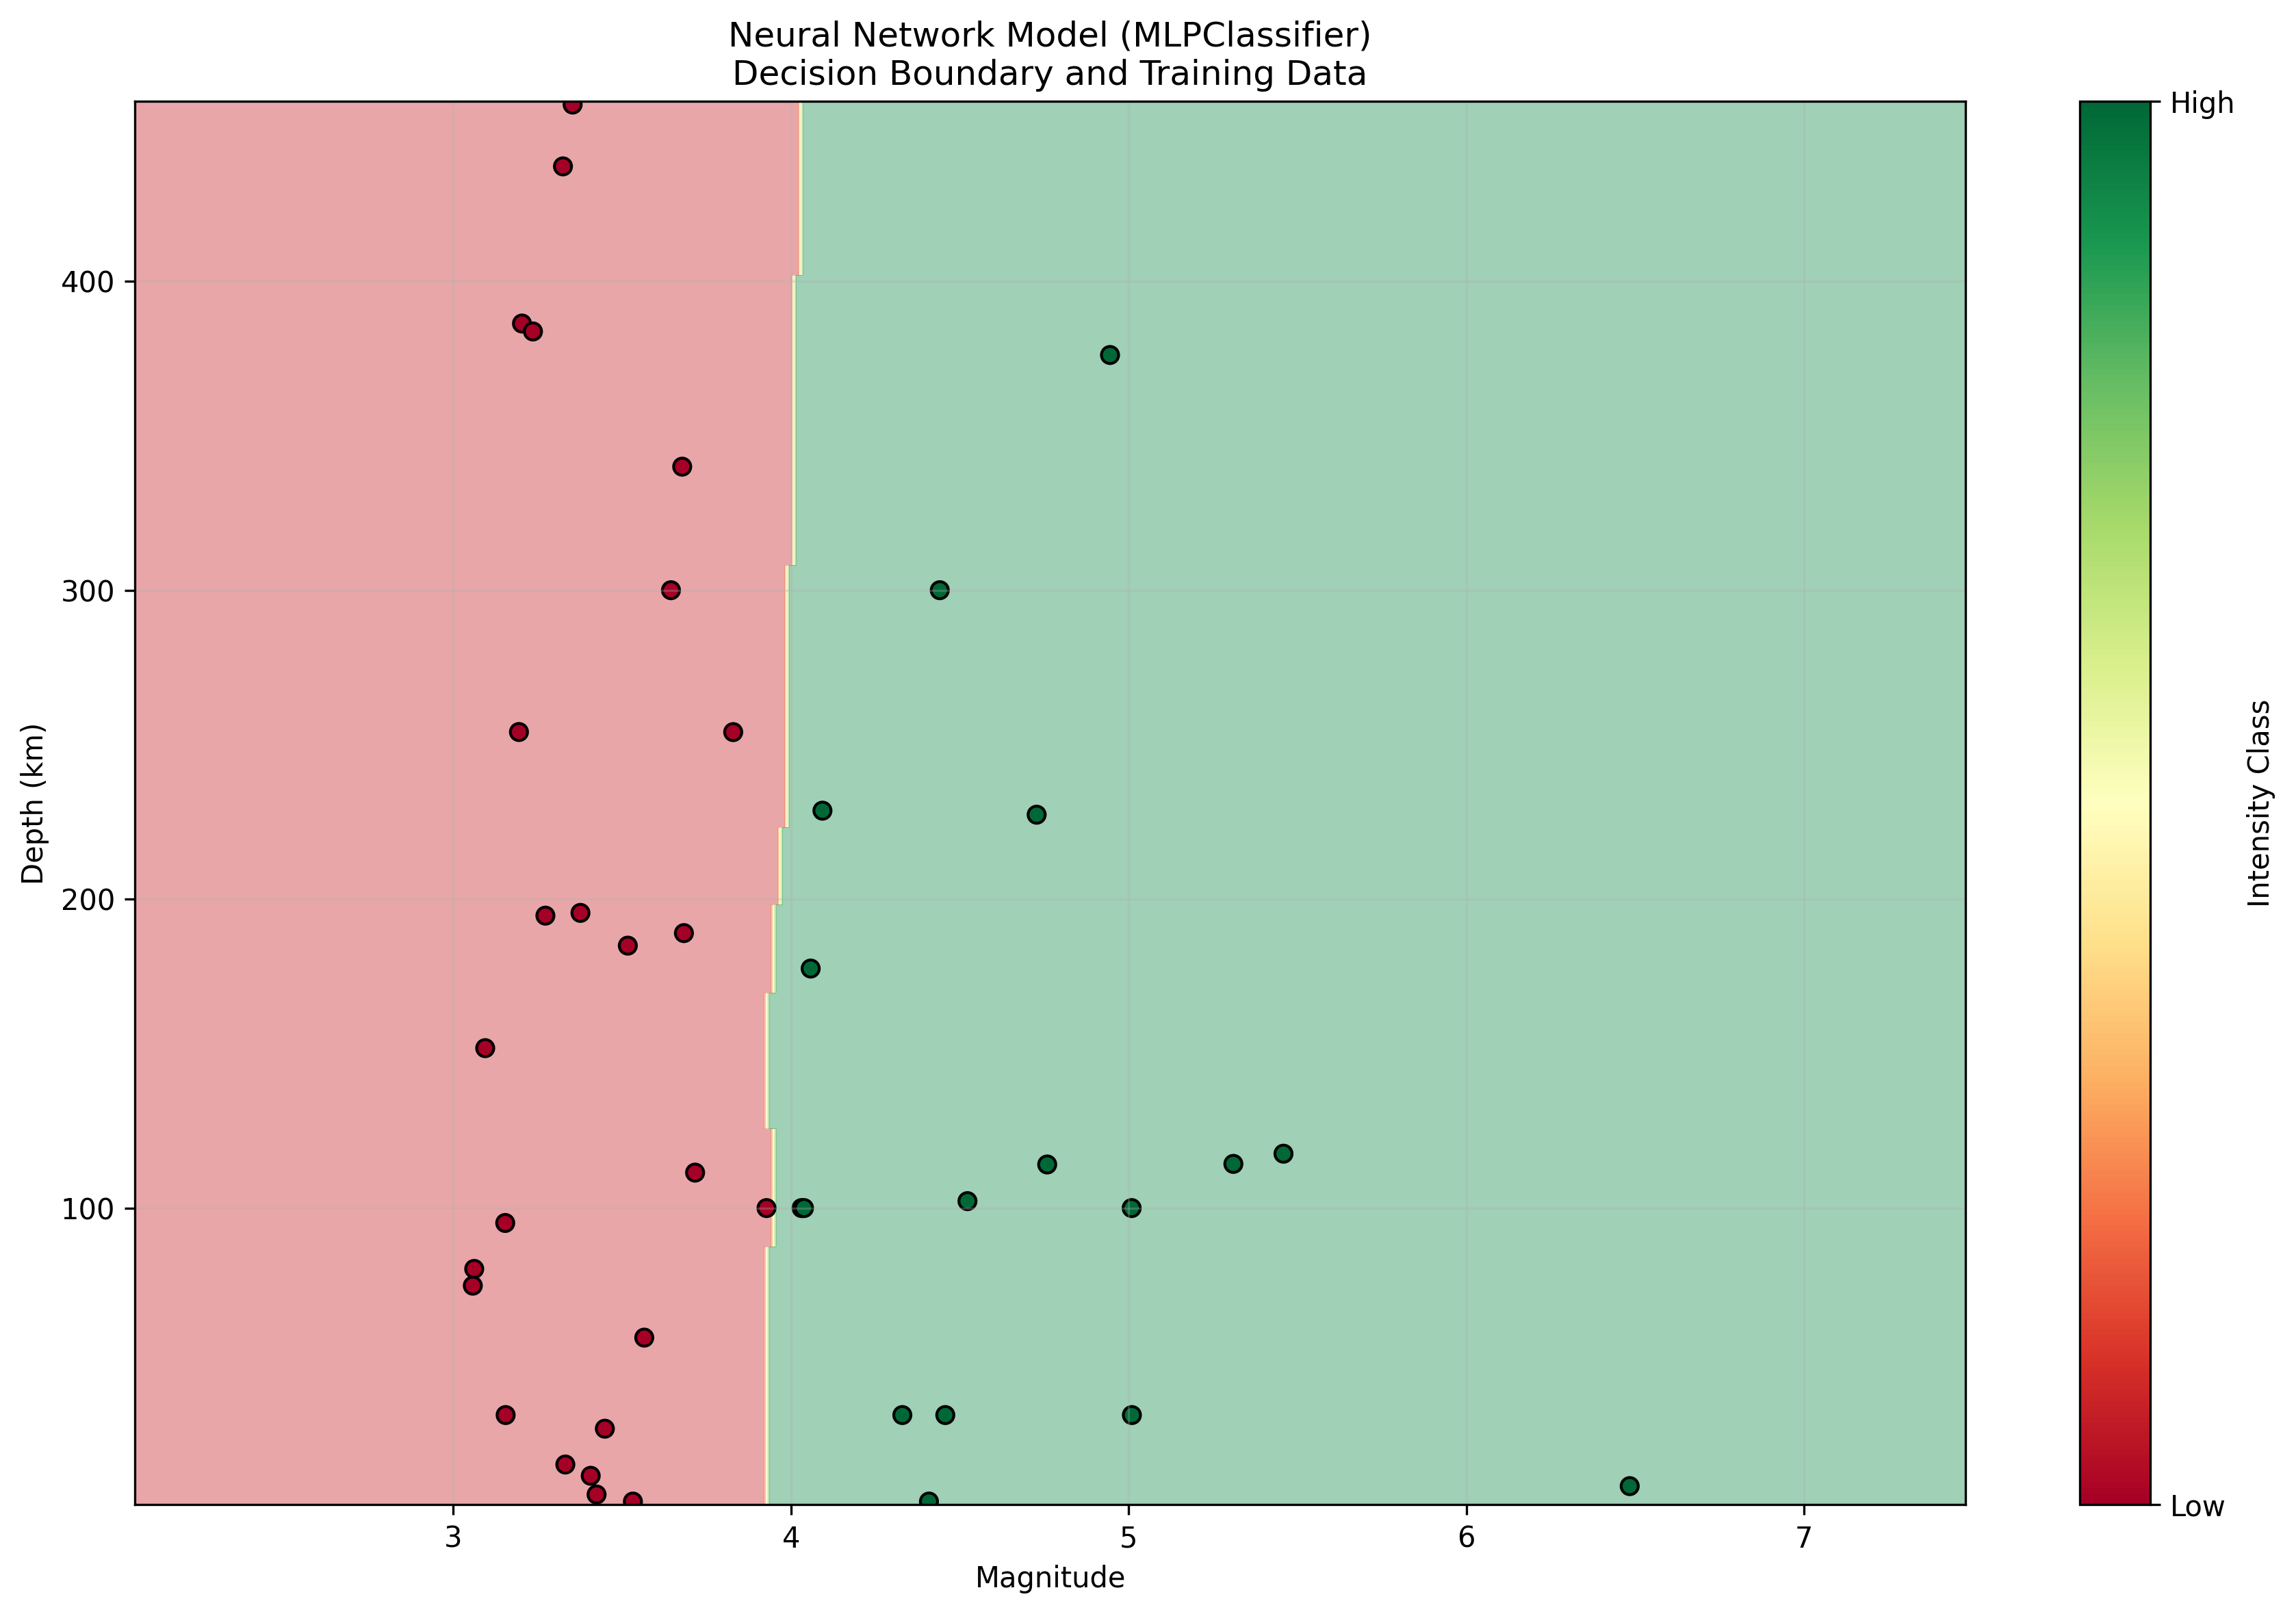 Neural Network Model (MLPClassifier)
Decision Boundary and Training Data
High
400
300
200
100
Depth (km)
Intensity Class
Low
3
4
5
6
7
Magnitude